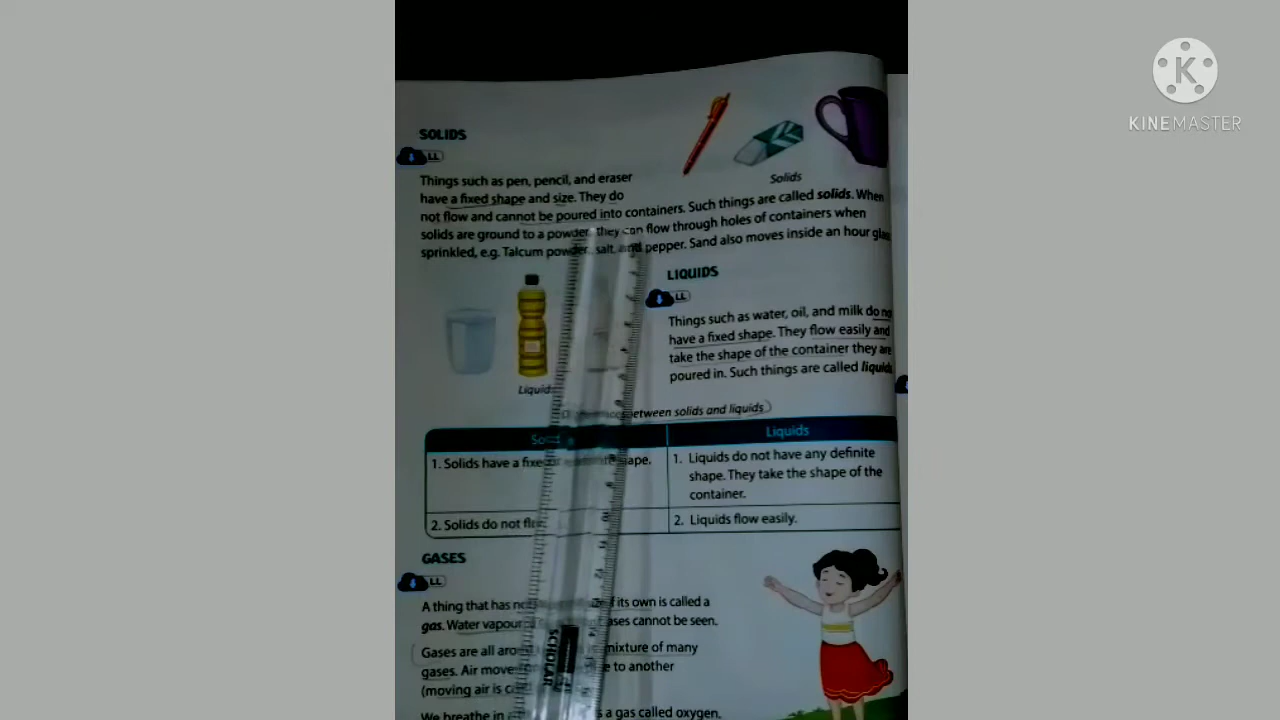 KINEMASTER
SOLIDS
LL
Things such as pen, pencil, and eraser
have a fixed shape and size. They do
not flow and cannot be poured into containers. Such things are called solids. When
solids are ground to a powder they can flow through holes of containers when
sprinkled, e.g. Talcum powder, salt, and pepper. Sand also moves inside an hour
Solids
LIQUIDS
LL
Things such as water, oil, and milk do
have a fixed shape. They flow easily and
take the shape of the container they are
poured in. Such things are called liquids
between solids and liquids
Liquids
1. Solids have a fixed
1. Liquids do not have any definite
shape. They take the shape of the
container.
2. Solids do not
2. Liquids flow easily.
GASES
LL
A thing that has its own is called a
gas. Water vapour cannot be seen.
Gases are all mixture of many
gases. Air to another
(moving air is
We breathe in a gas called oxygen.
SCHOLAR